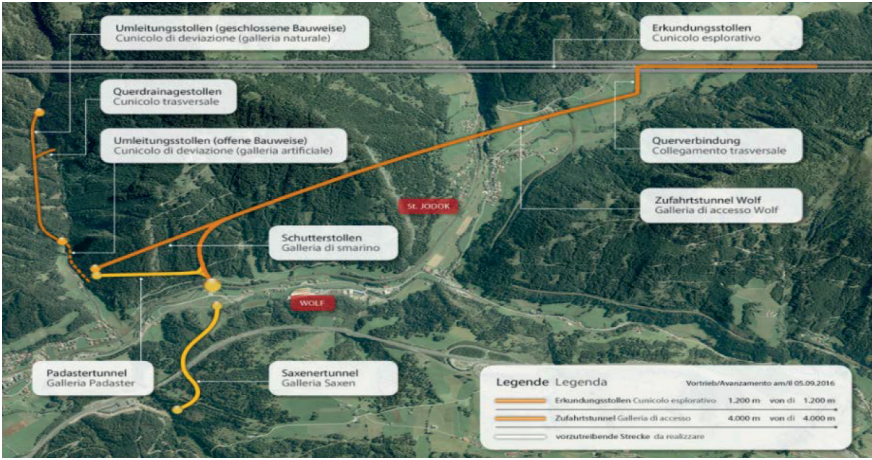 Umleitungsstollen (geschlossene Bauweise)
Cunicolo di deviazione (galleria naturale)
Erkundungsstollen
Cunicolo esplorativo
Querdrainagestollen
Cunicolo trasversale
Umleitungsstollen (offene Bauweise)
Cunicolo di deviazione (galleria artificiale)
Querverbindung
Collegamento trasversale
Zufahrtstunnel Wolf
Galleria di accesso Wolf
St. JODOK
Schutterstollen
Galleria di smarino
WOLF
Padastertunnel
Galleria Padaster
Saxenertunnel
Galleria Saxen
Legende Legenda Vortrieb/Avanzamento am/il 05.09.2016
Erkundungsstollen Cunicolo esplorativo 1.200 m von di 1.200 m
Zufahrtstunnel Galleria di accesso 4.000 m von di 4.000 m
vorzutreibende Strecke da realizzare